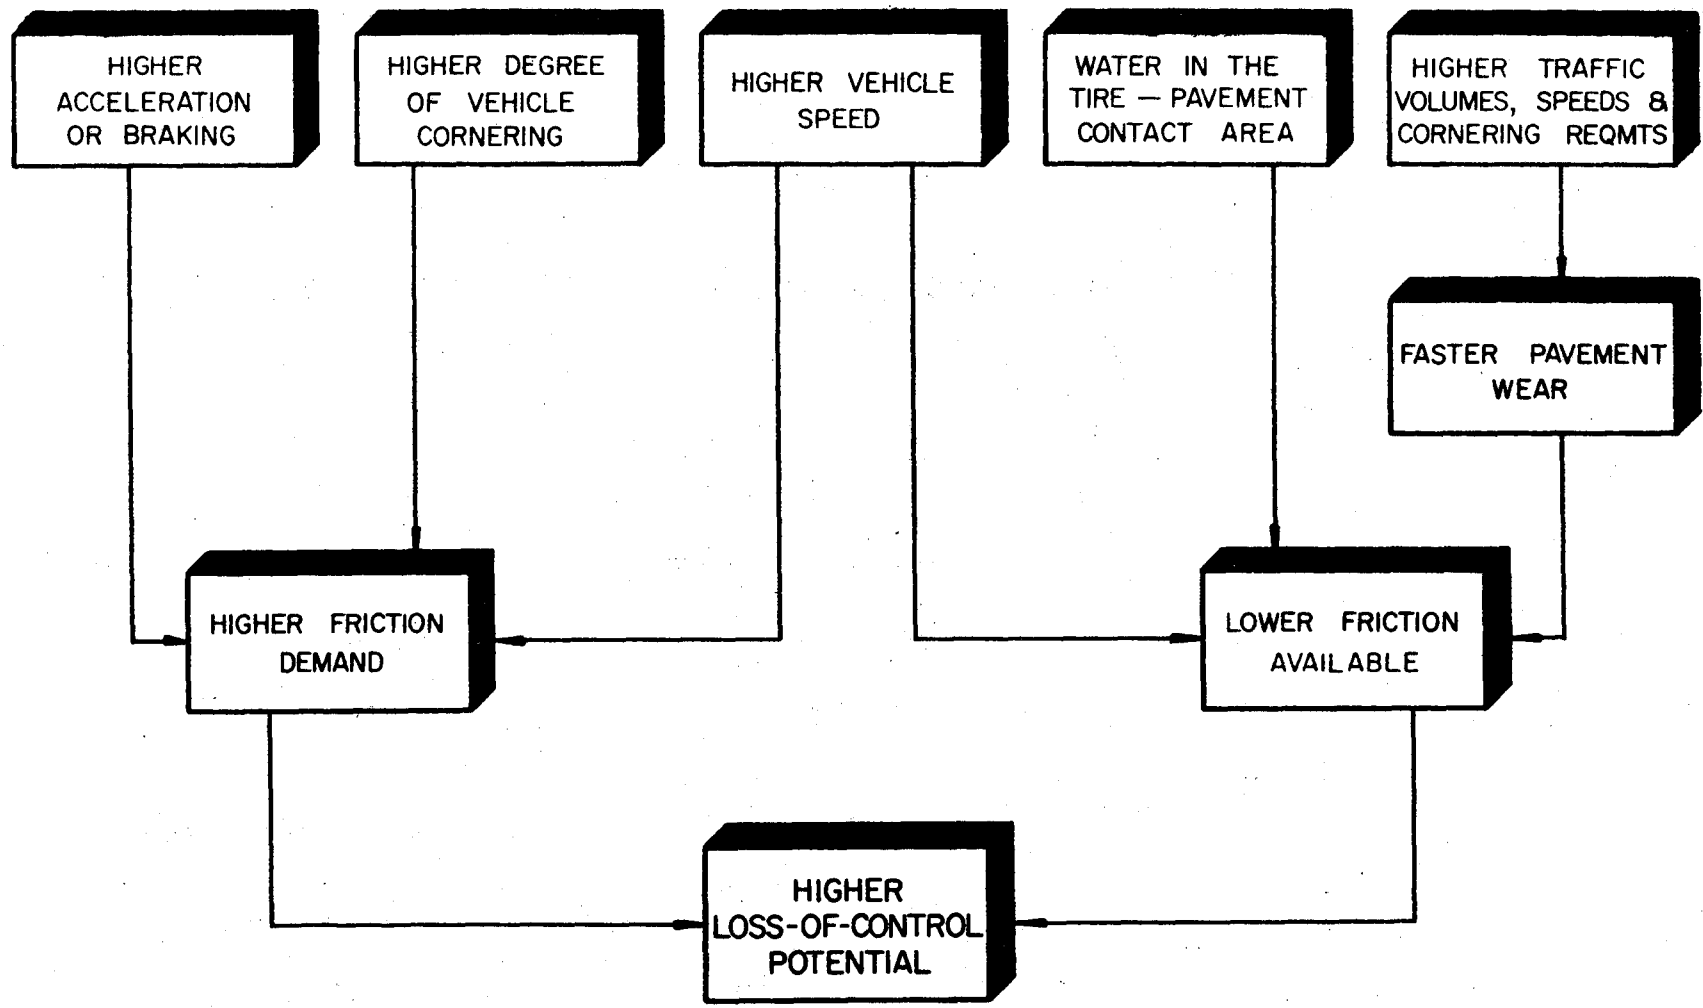 HIGHER
ACCELERATION
OR BRAKING
HIGHER DEGREE
OF VEHICLE
CORNERING
HIGHER VEHICLE
SPEED
WATER IN THE
TIRE — PAVEMENT
CONTACT AREA
HIGHER TRAFFIC
VOLUMES, SPEEDS &
CORNERING REQMTS
FASTER PAVEMENT
WEAR
HIGHER FRICTION
DEMAND
LOWER FRICTION
AVAILABLE
HIGHER
LOSS-OF-CONTROL
POTENTIAL